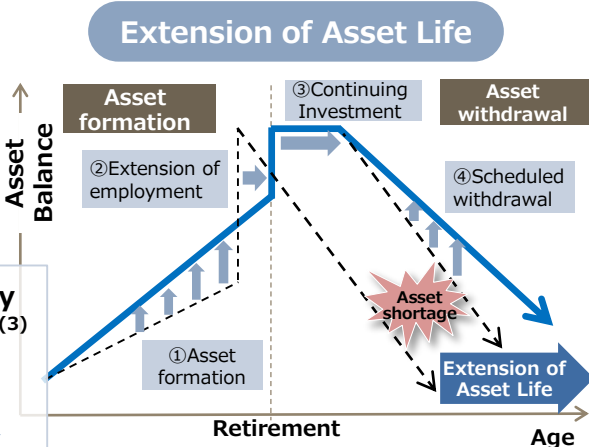 Extension of Asset Life
Asset
formation
③Continuing
Investment
Asset
withdrawal
Asset
Balance
②Extension of
employment
④Scheduled
withdrawal
y
(3)
Asset
shortage
①Asset
formation
Extension of
Asset Life
Retirement
Age